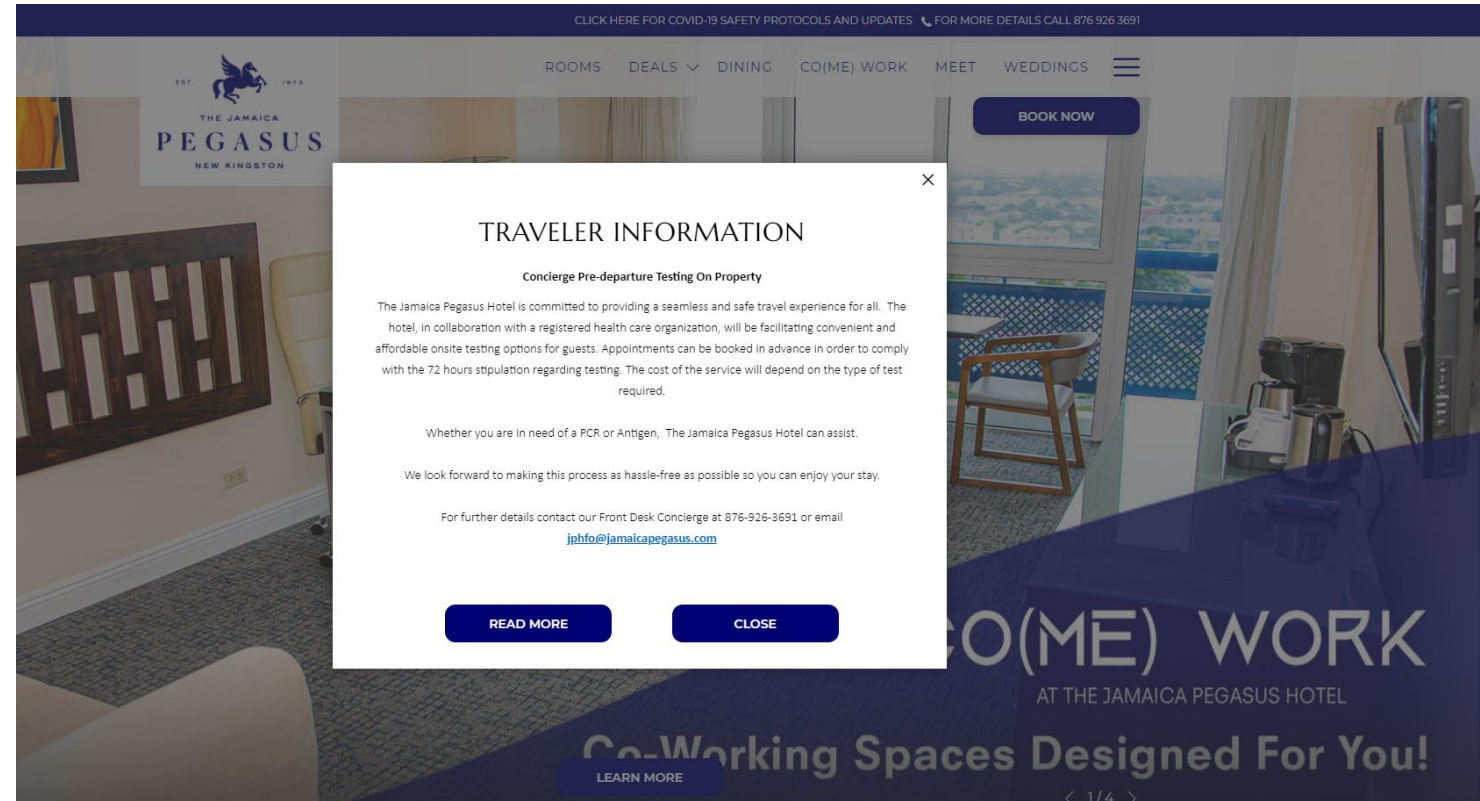 CLICK HERE FOR COVID-19 SAFETY PROTOCOLS AND UPDATES FOR MORE DETAILS CALL 876 926 3691
EST. 1973
THE JAMAICA
PEGASUS
NEW KINGSTON
ROOMS DEALS DINING CO(ME) WORK MEET WEDDINGS
BOOK NOW
TRAVELER INFORMATION
Concierge Pre-departure Testing On Property
The Jamaica Pegasus Hotel is committed to providing a seamless and safe travel experience for all. The
hotel, in collaboration with a registered health care organization, will be facilitating convenient and
affordable onsite testing options for guests. Appointments can be booked in advance in order to comply
with the 72 hours stipulation regarding testing. The cost of the service will depend on the type of test
required.
Whether you are in need of a PCR or Antigen, The Jamaica Pegasus Hotel can assist.
We look forward to making this process as hassle-free as possible so you can enjoy your stay.
For further details contact our Front Desk Concierge at 876-926-3691 or email
jphfo@jamaicapegasus.com
READ MORE CLOSE
CO(ME) WORK
AT THE JAMAICA PEGASUS HOTEL
Co-Working Spaces Designed For You!
LEARN MORE
1/4